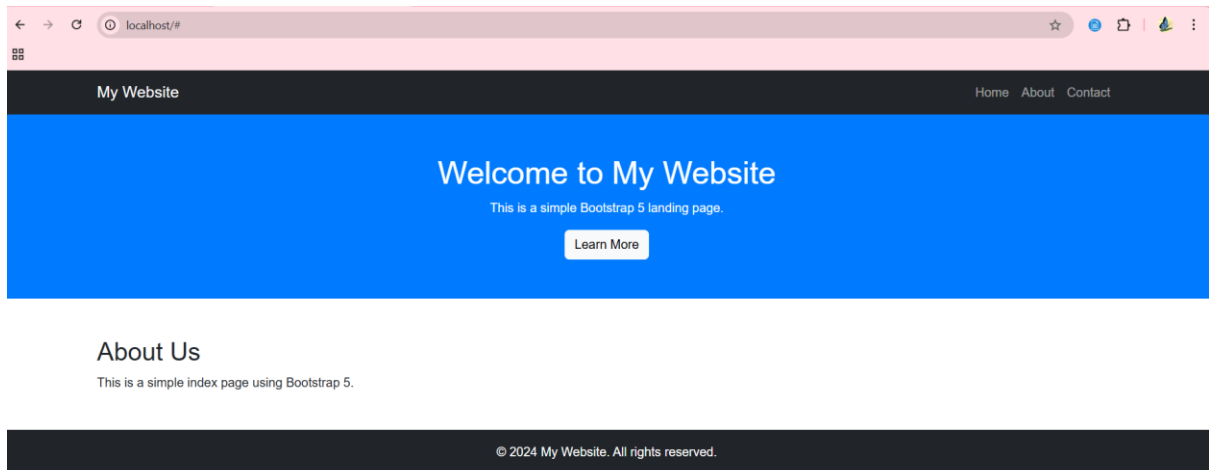 localhost/#
My Website
Home About Contact
Welcome to My Website
This is a simple Bootstrap 5 landing page.
Learn More
About Us
This is a simple index page using Bootstrap 5.
© 2024 My Website. All rights reserved.